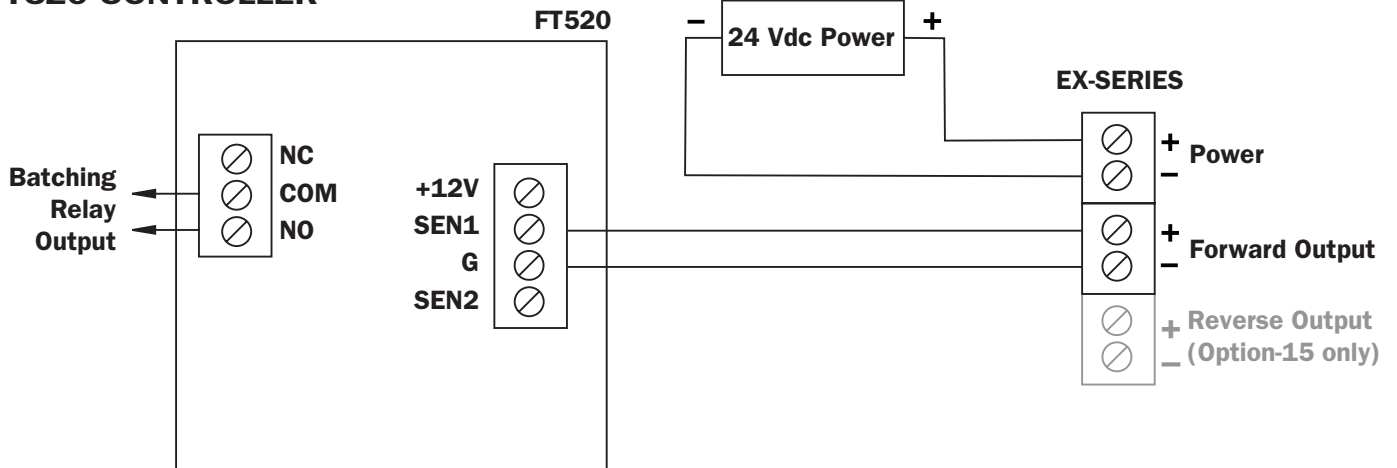 CONTROLLER
FT520
− 24 Vdc Power +
EX-SERIES
NC
COM
NO
Batching
Relay
Output
+12V
SEN1
G
SEN2
+
−
Power
+
−
Forward Output
+
−
Reverse Output
(Option-15 only)